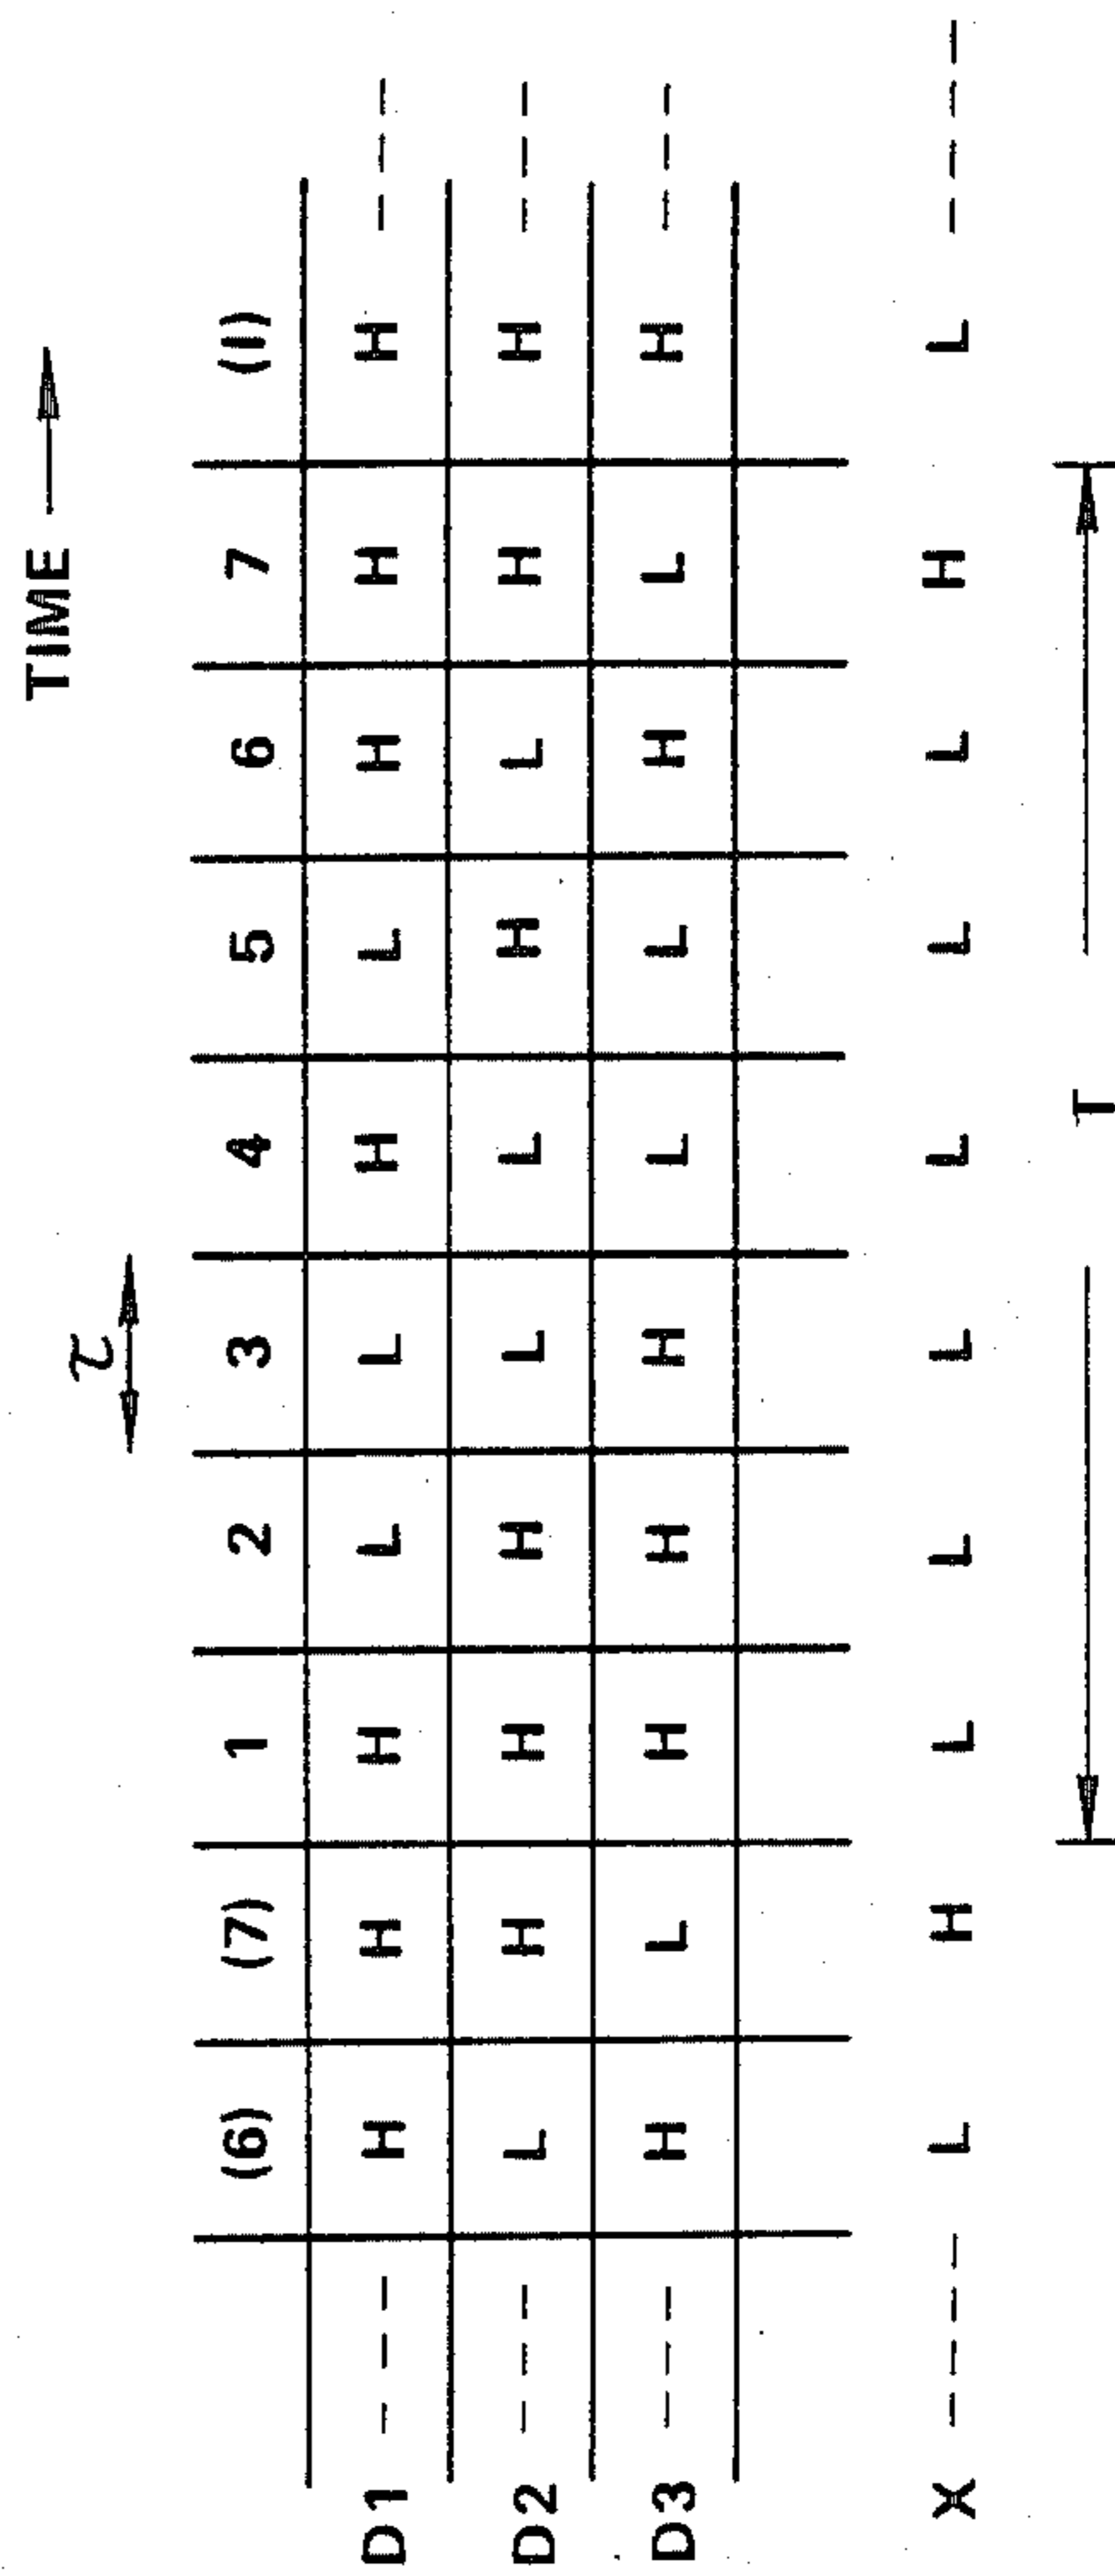 TIME
τ
(6) (7) 1 2 3 4 5 6 7 (1)
D1 --- H H H L L H L H H H ---
D2 --- L H H H L L H L H H ---
D3 --- H L H H H L L H L H ---
X ---- L H L L L L L L H L ----
T